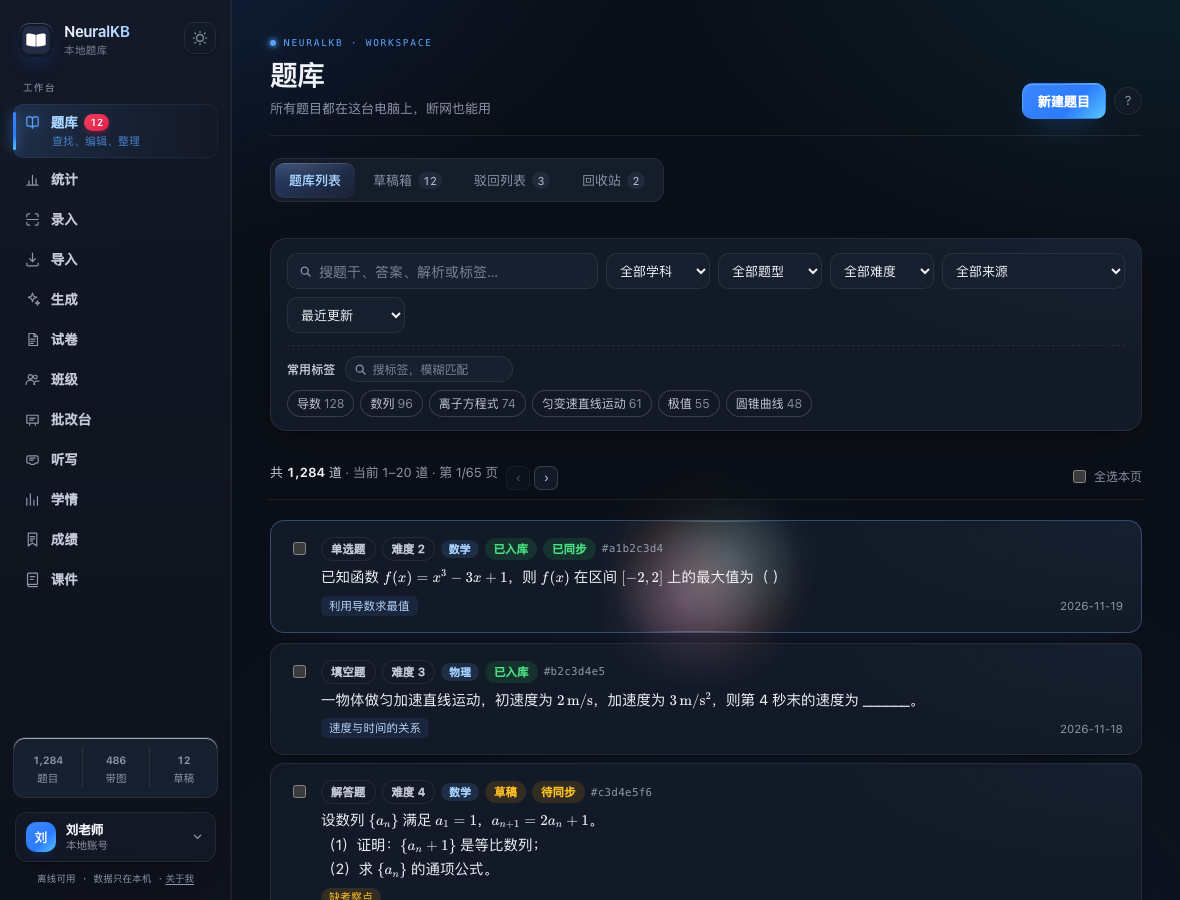 NeuralKB
本地题库
工作台
题库 12
查找、编辑、整理
统计
录入
导入
生成
试卷
班级
批改台
听写
学情
成绩
课件
1,284 486 12
题目 带图 草稿
刘 刘老师
本地账号
离线可用 · 数据只在本机 · 关于我
NEURALKB · WORKSPACE
题库
所有题目都在这台电脑上，断网也能用
新建题目 ?
题库列表 草稿箱 12 驳回列表 3 回收站 2
搜题干、答案、解析或标签... 全部学科 全部题型 全部难度 全部来源
最近更新
常用标签 搜标签，模糊匹配
导数 128 数列 96 离子方程式 74 匀变速直线运动 61 极值 55 圆锥曲线 48
共 1,284 道 · 当前 1–20 道 · 第 1/65 页 ‹ › 全选本页
单选题 难度 2 数学 已入库 已同步 #a1b2c3d4
已知函数 f(x) = x³ − 3x + 1，则 f(x) 在区间 [−2, 2] 上的最大值为（ ）
利用导数求最值 2026-11-19
填空题 难度 3 物理 已入库 #b2c3d4e5
一物体做匀加速直线运动，初速度为 2 m/s，加速度为 3 m/s²，则第 4 秒末的速度为 ______。
速度与时间的关系 2026-11-18
解答题 难度 4 数学 草稿 待同步 #c3d4e5f6
设数列 {aₙ} 满足 a₁ = 1，aₙ₊₁ = 2aₙ + 1。
（1）证明：{aₙ + 1} 是等比数列；
（2）求 {aₙ} 的通项公式。
缺考察点